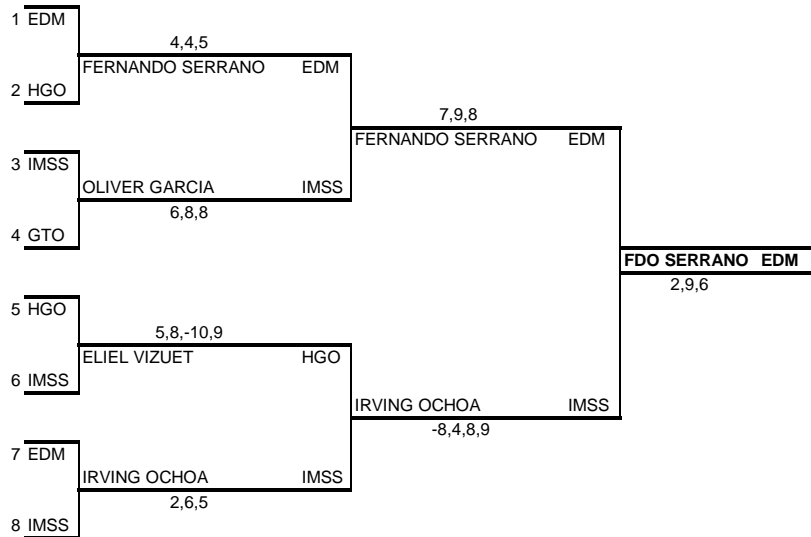 1 EDM
4,4,5
FERNANDO SERRANO EDM
2 HGO
7,9,8
FERNANDO SERRANO EDM
3 IMSS
OLIVER GARCIA IMSS
6,8,8
4 GTO
FDO SERRANO EDM
2,9,6
5 HGO
5,8,-10,9
ELIEL VIZUET HGO
6 IMSS
IRVING OCHOA IMSS
-8,4,8,9
7 EDM
IRVING OCHOA IMSS
2,6,5
8 IMSS